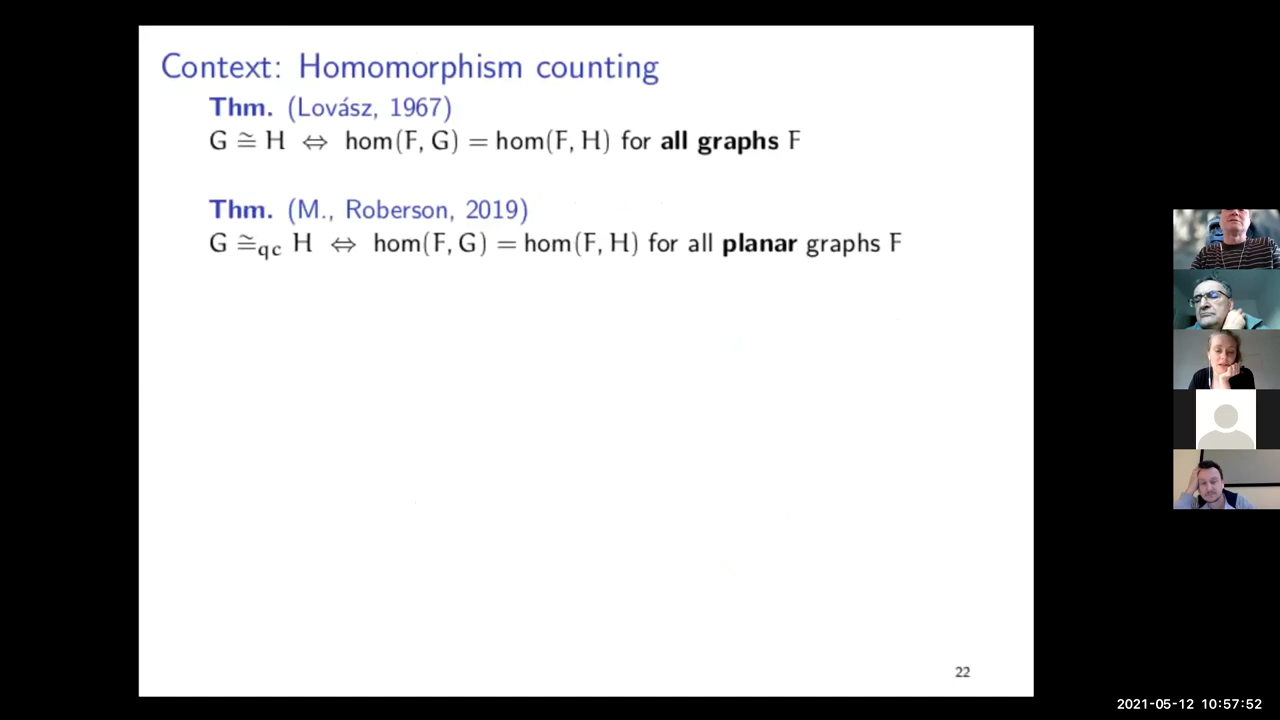 Context: Homomorphism counting
Thm. (Lovász, 1967)
G ≅ H ⇔ hom(F, G) = hom(F, H) for all graphs F
Thm. (M., Roberson, 2019)
G ≅qc H ⇔ hom(F, G) = hom(F, H) for all planar graphs F
22
2021-05-12 10:57:52